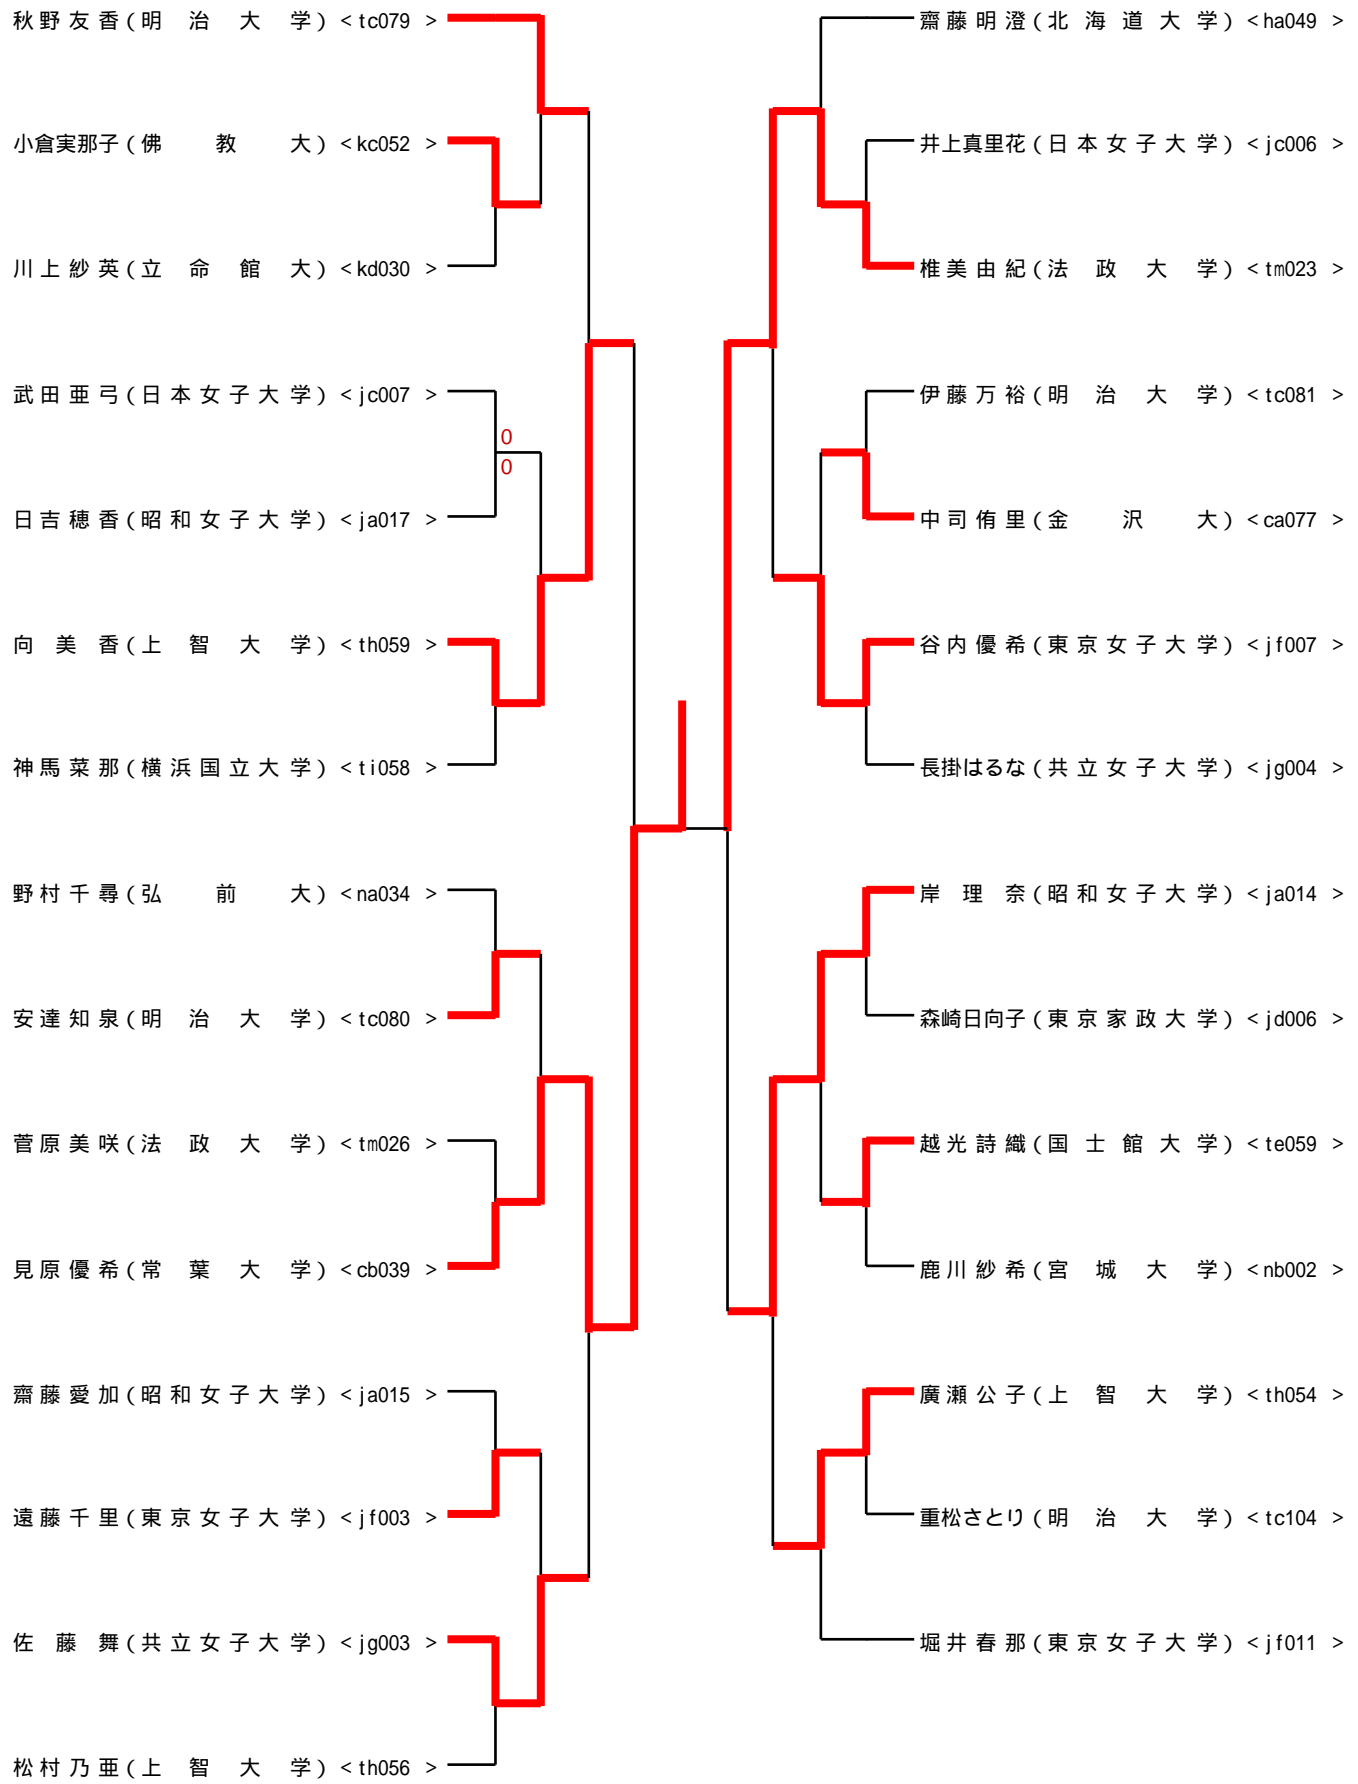 秋野友香(明治大学)<tc079 >
小倉実那子(佛教大)<kc052 >
川上紗英(立命館大)<kd030 >
武田亜弓(日本女子大学)<jc007 >
0
0
日吉穂香(昭和女子大学)<ja017 >
向美香(上智大学)<th059 >
神馬菜那(横浜国立大学)<ti058 >
野村千尋(弘前大)<na034 >
安達知泉(明治大学)<tc080 >
菅原美咲(法政大学)<tm026 >
見原優希(常葉大学)<cb039 >
齋藤愛加(昭和女子大学)<ja015 >
遠藤千里(東京女子大学)<jf003 >
佐藤舞(共立女子大学)<jg003 >
松村乃亜(上智大学)<th056 >
齋藤明澄(北海道大学)<ha049 >
井上真里花(日本女子大学)<jc006 >
椎美由紀(法政大学)<tm023 >
伊藤万裕(明治大学)<tc081 >
中司侑里(金沢大)<ca077 >
谷内優希(東京女子大学)<jf007 >
長掛はるな(共立女子大学)<jg004 >
岸理奈(昭和女子大学)<ja014 >
森崎日向子(東京家政大学)<jd006 >
越光詩織(国士館大学)<te059 >
鹿川紗希(宮城大学)<nb002 >
廣瀬公子(上智大学)<th054 >
重松さとり(明治大学)<tc104 >
堀井春那(東京女子大学)<jf011 >